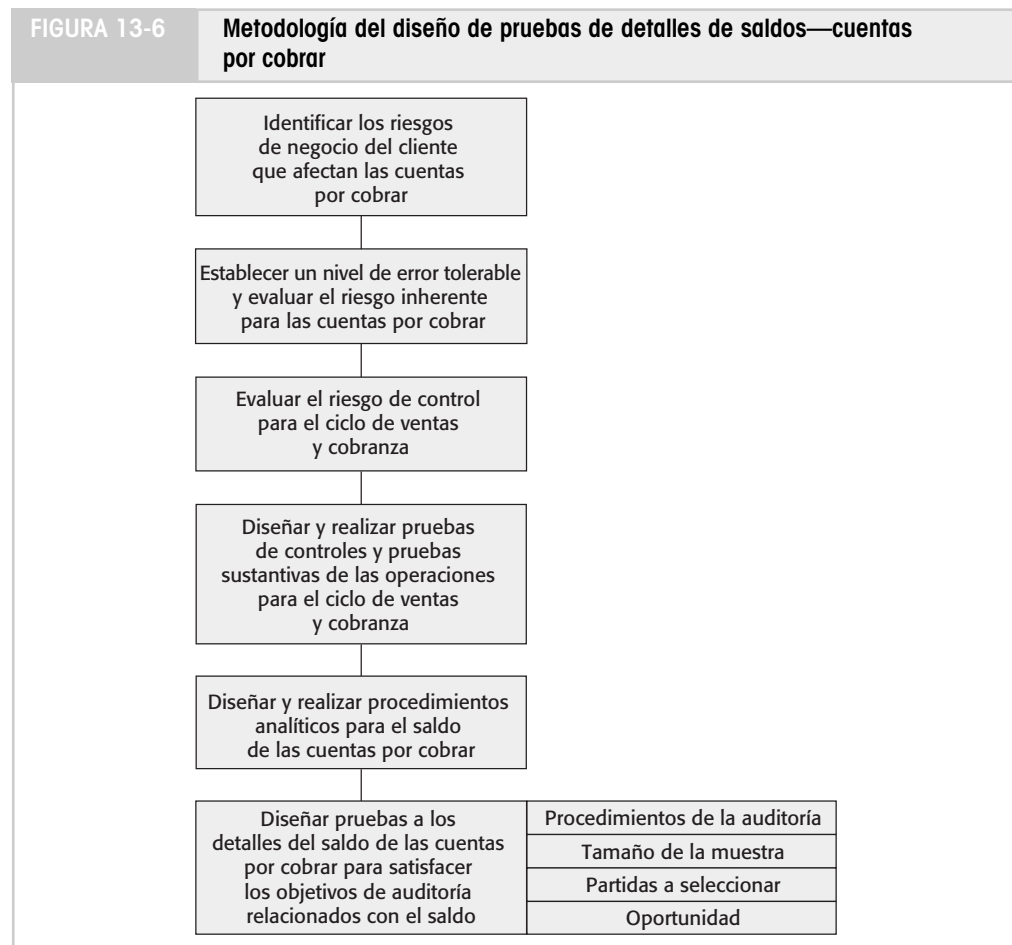 FIGURA 13-6
Metodología del diseño de pruebas de detalles de saldos—cuentas
por cobrar
Identificar los riesgos
de negocio del cliente
que afectan las cuentas
por cobrar
Establecer un nivel de error tolerable
y evaluar el riesgo inherente
para las cuentas por cobrar
Evaluar el riesgo de control
para el ciclo de ventas
y cobranza
Diseñar y realizar pruebas
de controles y pruebas
sustantivas de las operaciones
para el ciclo de ventas
y cobranza
Diseñar y realizar procedimientos
analíticos para el saldo
de las cuentas por cobrar
Diseñar pruebas a los
detalles del saldo de las cuentas
por cobrar para satisfacer
los objetivos de auditoría
relacionados con el saldo
Procedimientos de la auditoría
Tamaño de la muestra
Partidas a seleccionar
Oportunidad